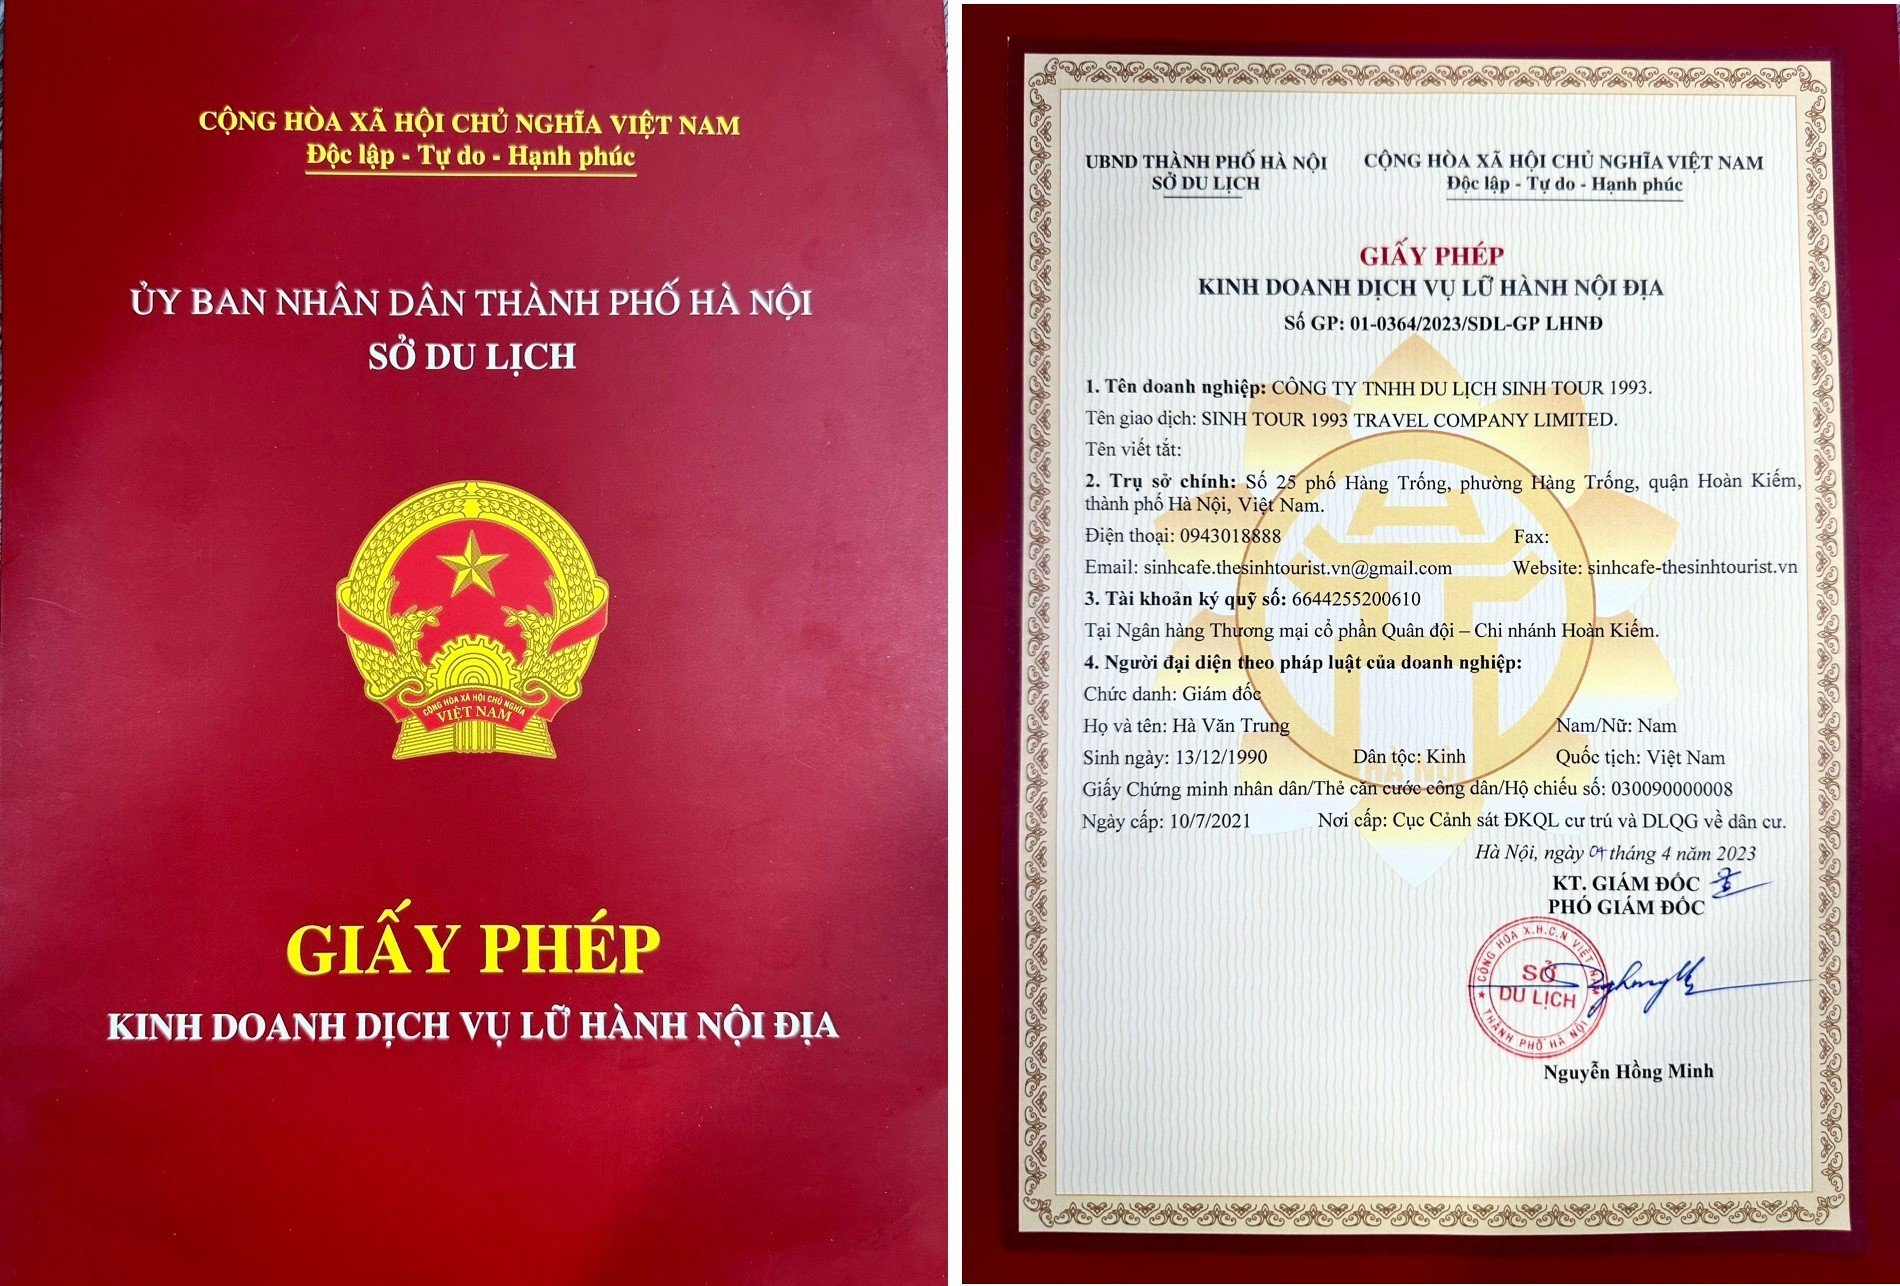 CỘNG HÒA XÃ HỘI CHỦ NGHĨA VIỆT NAM
Độc lập - Tự do - Hạnh phúc
ỦY BAN NHÂN DÂN THÀNH PHỐ HÀ NỘI
SỞ DU LỊCH
CỘNG HÒA XÃ HỘI CHỦ NGHĨA
VIỆT NAM
GIẤY PHÉP
KINH DOANH DỊCH VỤ LỮ HÀNH NỘI ĐỊA
UBND THÀNH PHỐ HÀ NỘI
SỞ DU LỊCH
CỘNG HÒA XÃ HỘI CHỦ NGHĨA VIỆT NAM
Độc lập - Tự do - Hạnh phúc
GIẤY PHÉP
KINH DOANH DỊCH VỤ LỮ HÀNH NỘI ĐỊA
Số GP: 01-0364/2023/SDL-GP LHNĐ
1. Tên doanh nghiệp: CÔNG TY TNHH DU LỊCH SINH TOUR 1993.
Tên giao dịch: SINH TOUR 1993 TRAVEL COMPANY LIMITED.
Tên viết tắt:
2. Trụ sở chính: Số 25 phố Hàng Trống, phường Hàng Trống, quận Hoàn Kiếm,
thành phố Hà Nội, Việt Nam.
Điện thoại: 0943018888 Fax:
Email: sinhcafe.thesinhtourist.vn@gmail.com Website: sinhcafe-thesinhtourist.vn
3. Tài khoản ký quỹ số: 6644255200610
Tại Ngân hàng Thương mại cổ phần Quân đội – Chi nhánh Hoàn Kiếm.
4. Người đại diện theo pháp luật của doanh nghiệp:
Chức danh: Giám đốc
Họ và tên: Hà Văn Trung Nam/Nữ: Nam
Sinh ngày: 13/12/1990 Dân tộc: Kinh Quốc tịch: Việt Nam
Giấy Chứng minh nhân dân/Thẻ căn cước công dân/Hộ chiếu số: 030090000008
Ngày cấp: 10/7/2021 Nơi cấp: Cục Cảnh sát ĐKQL cư trú và DLQG về dân cư.
HÀ NỘI
Hà Nội, ngày tháng 4 năm 2023
KT. GIÁM ĐỐC
PHÓ GIÁM ĐỐC
CỘNG HÒA X.H.C.N VIỆT NAM
SỞ
DU LỊCH
THÀNH PHỐ HÀ NỘI
Nguyễn Hồng Minh